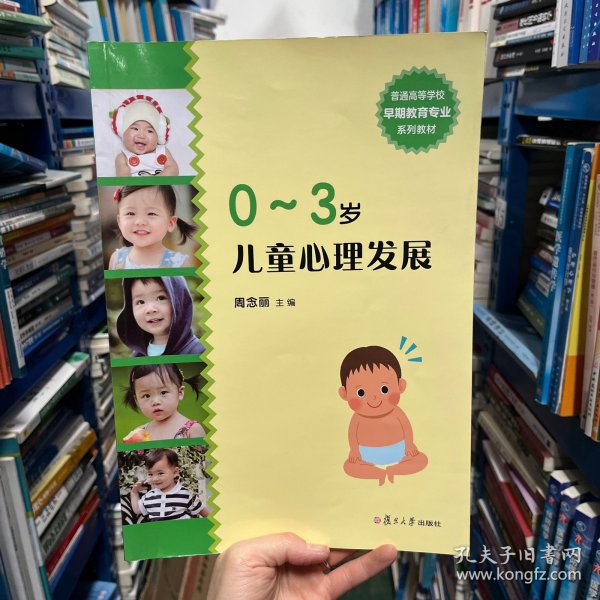 普通高等学校
早期教育专业
系列教材
0~3岁
儿童心理发展
周念丽 主编
复旦大学出版社
孔夫子旧书网
www.kongfz.com